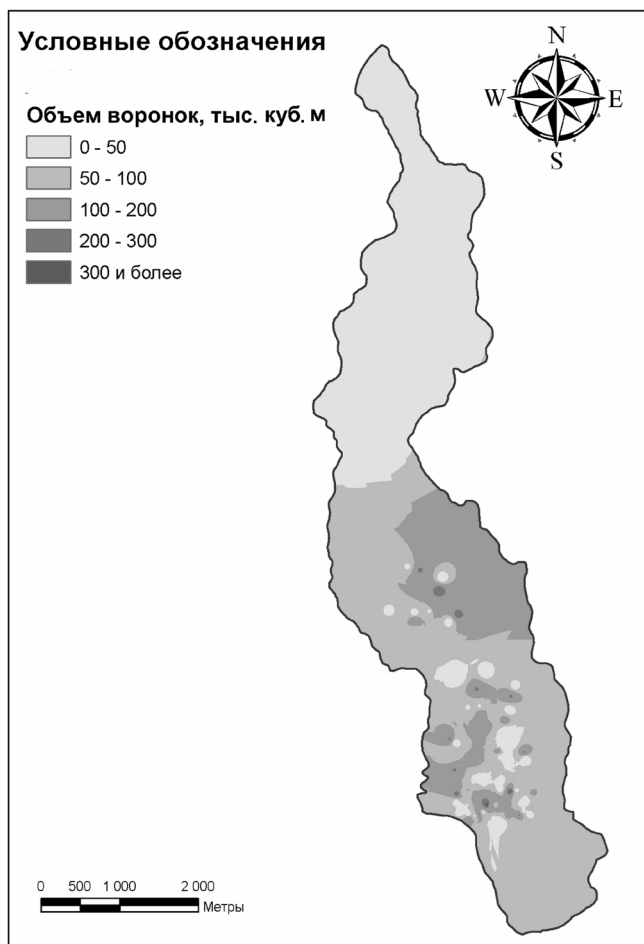 Условные обозначения
N
W E
S
Объем воронок, тыс. куб. м
0 - 50
50 - 100
100 - 200
200 - 300
300 и более
0 500 1 000 2 000
Метры